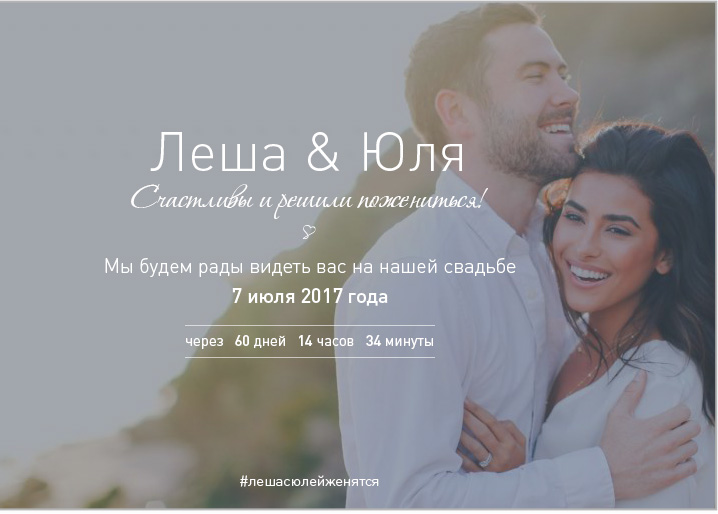 Леша & Юля
Счастливы и решили пожениться!
Мы будем рады видеть вас на нашей свадьбе
7 июля 2017 года
через 60 дней 14 часов 34 минуты
#лешасюлейженятся